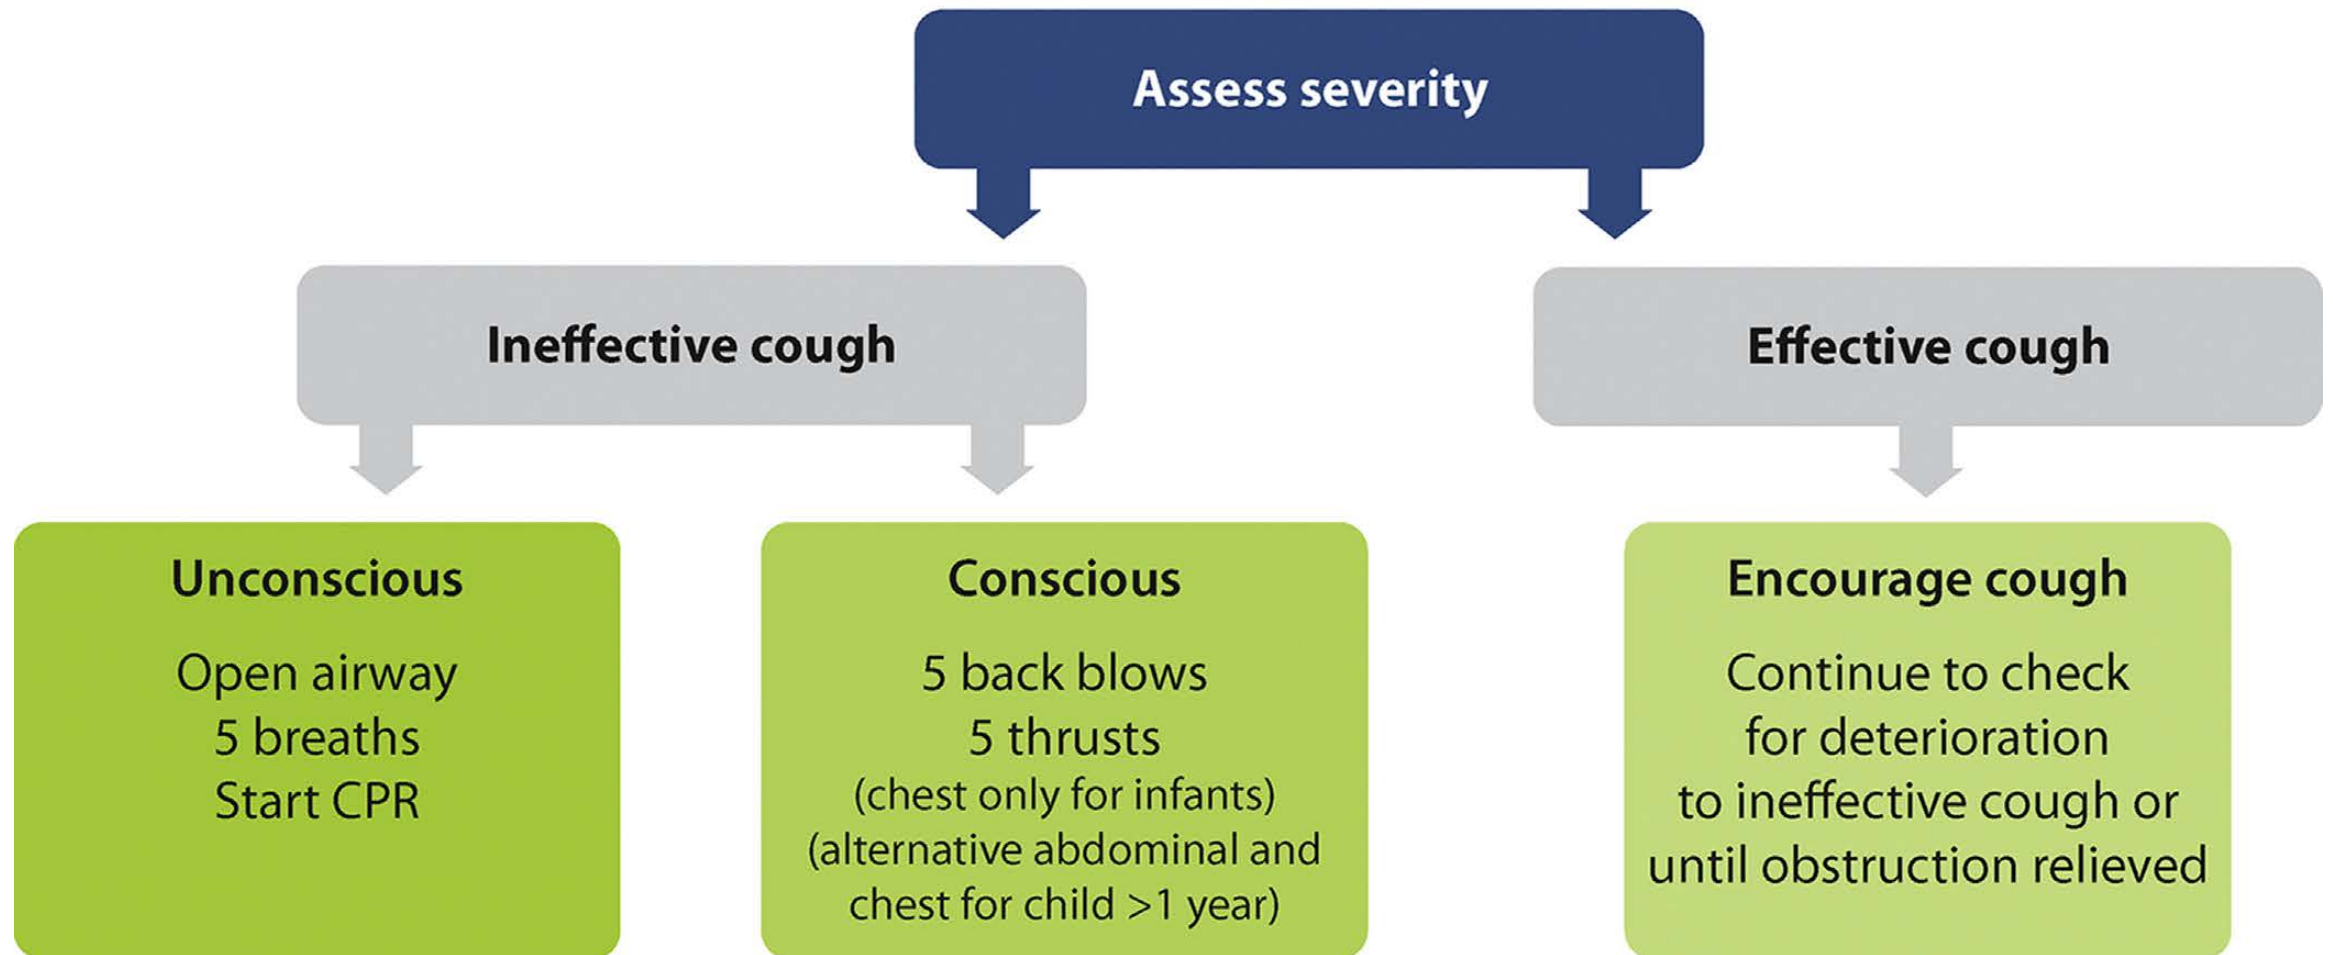 Assess severity
Ineffective cough
Effective cough
Unconscious
Open airway
5 breaths
Start CPR
Conscious
5 back blows
5 thrusts
(chest only for infants)
(alternative abdominal and
chest for child >1 year)
Encourage cough
Continue to check
for deterioration
to ineffective cough or
until obstruction relieved